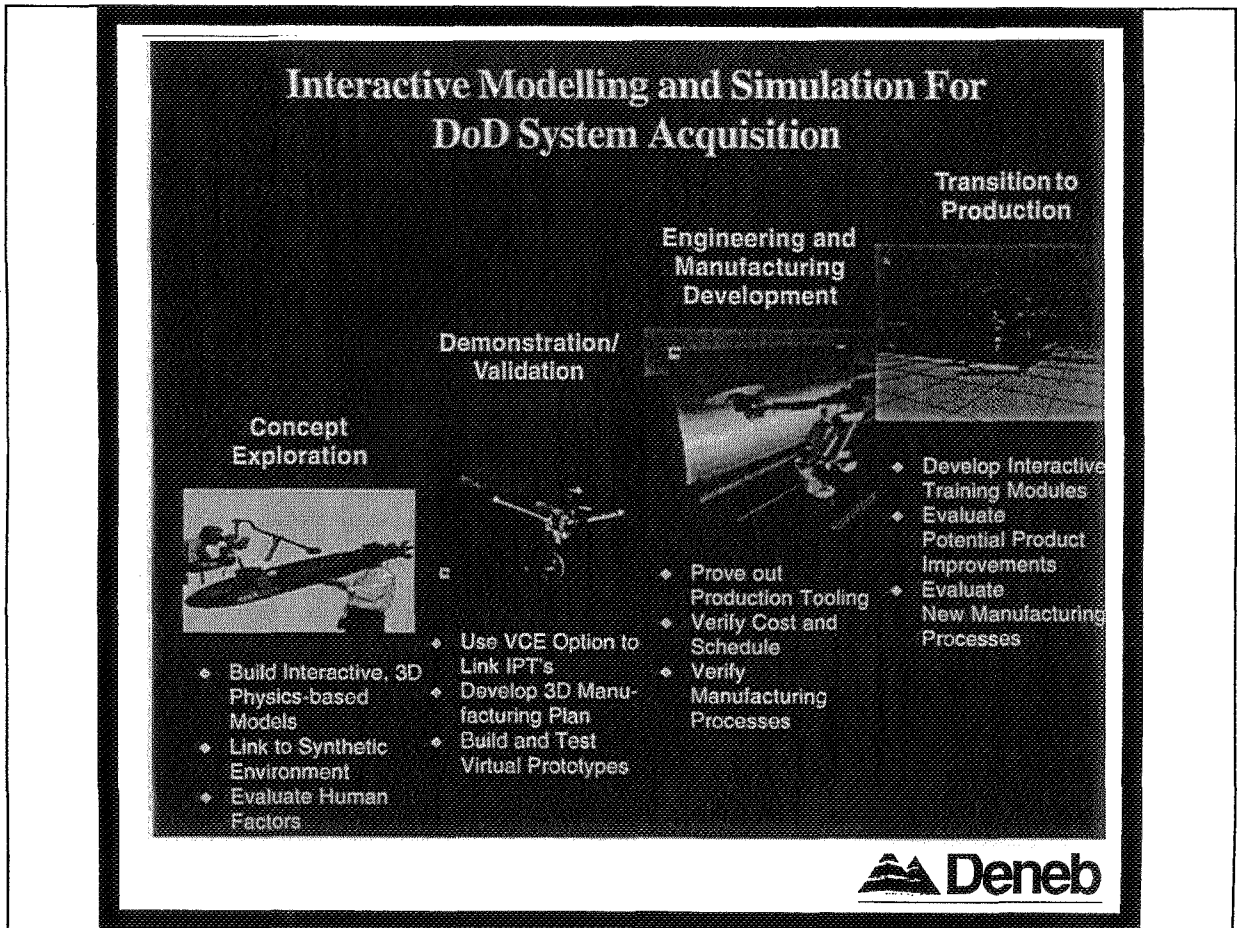 Interactive Modelling and Simulation For
DoD System Acquisition
Concept
Exploration
◆ Build Interactive, 3D
Physics-based
Models
◆ Link to Synthetic
Environment
◆ Evaluate Human
Factors
Demonstration/
Validation
◆ Use VCE Option to
Link IPT's
◆ Develop 3D Manu-
facturing Plan
◆ Build and Test
Virtual Prototypes
Engineering and
Manufacturing
Development
◆ Prove out
Production Tooling
◆ Verify Cost and
Schedule
◆ Verify
Manufacturing
Processes
Transition to
Production
◆ Develop Interactive
Training Modules
◆ Evaluate
Potential Product
Improvements
◆ Evaluate
New Manufacturing
Processes
Deneb